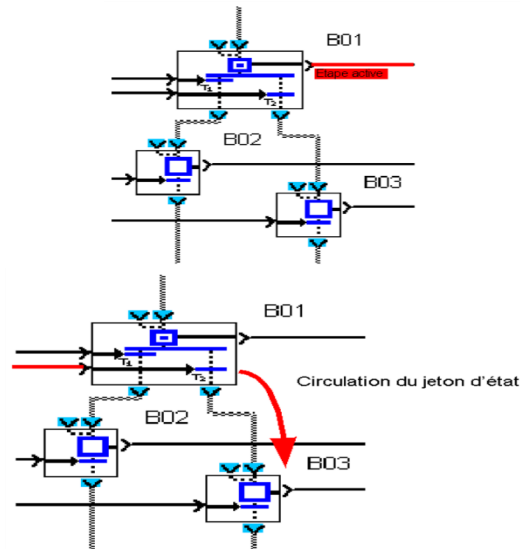 B01
Etape active
T1
T2
B02
B03
B01
T1
T2
Circulation du jeton d'état
B02
B03